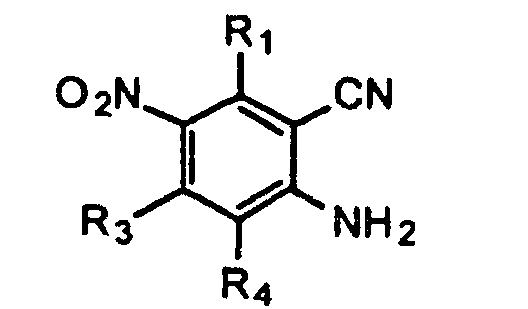 R₁
O₂N
CN
R₃
NH₂
R₄